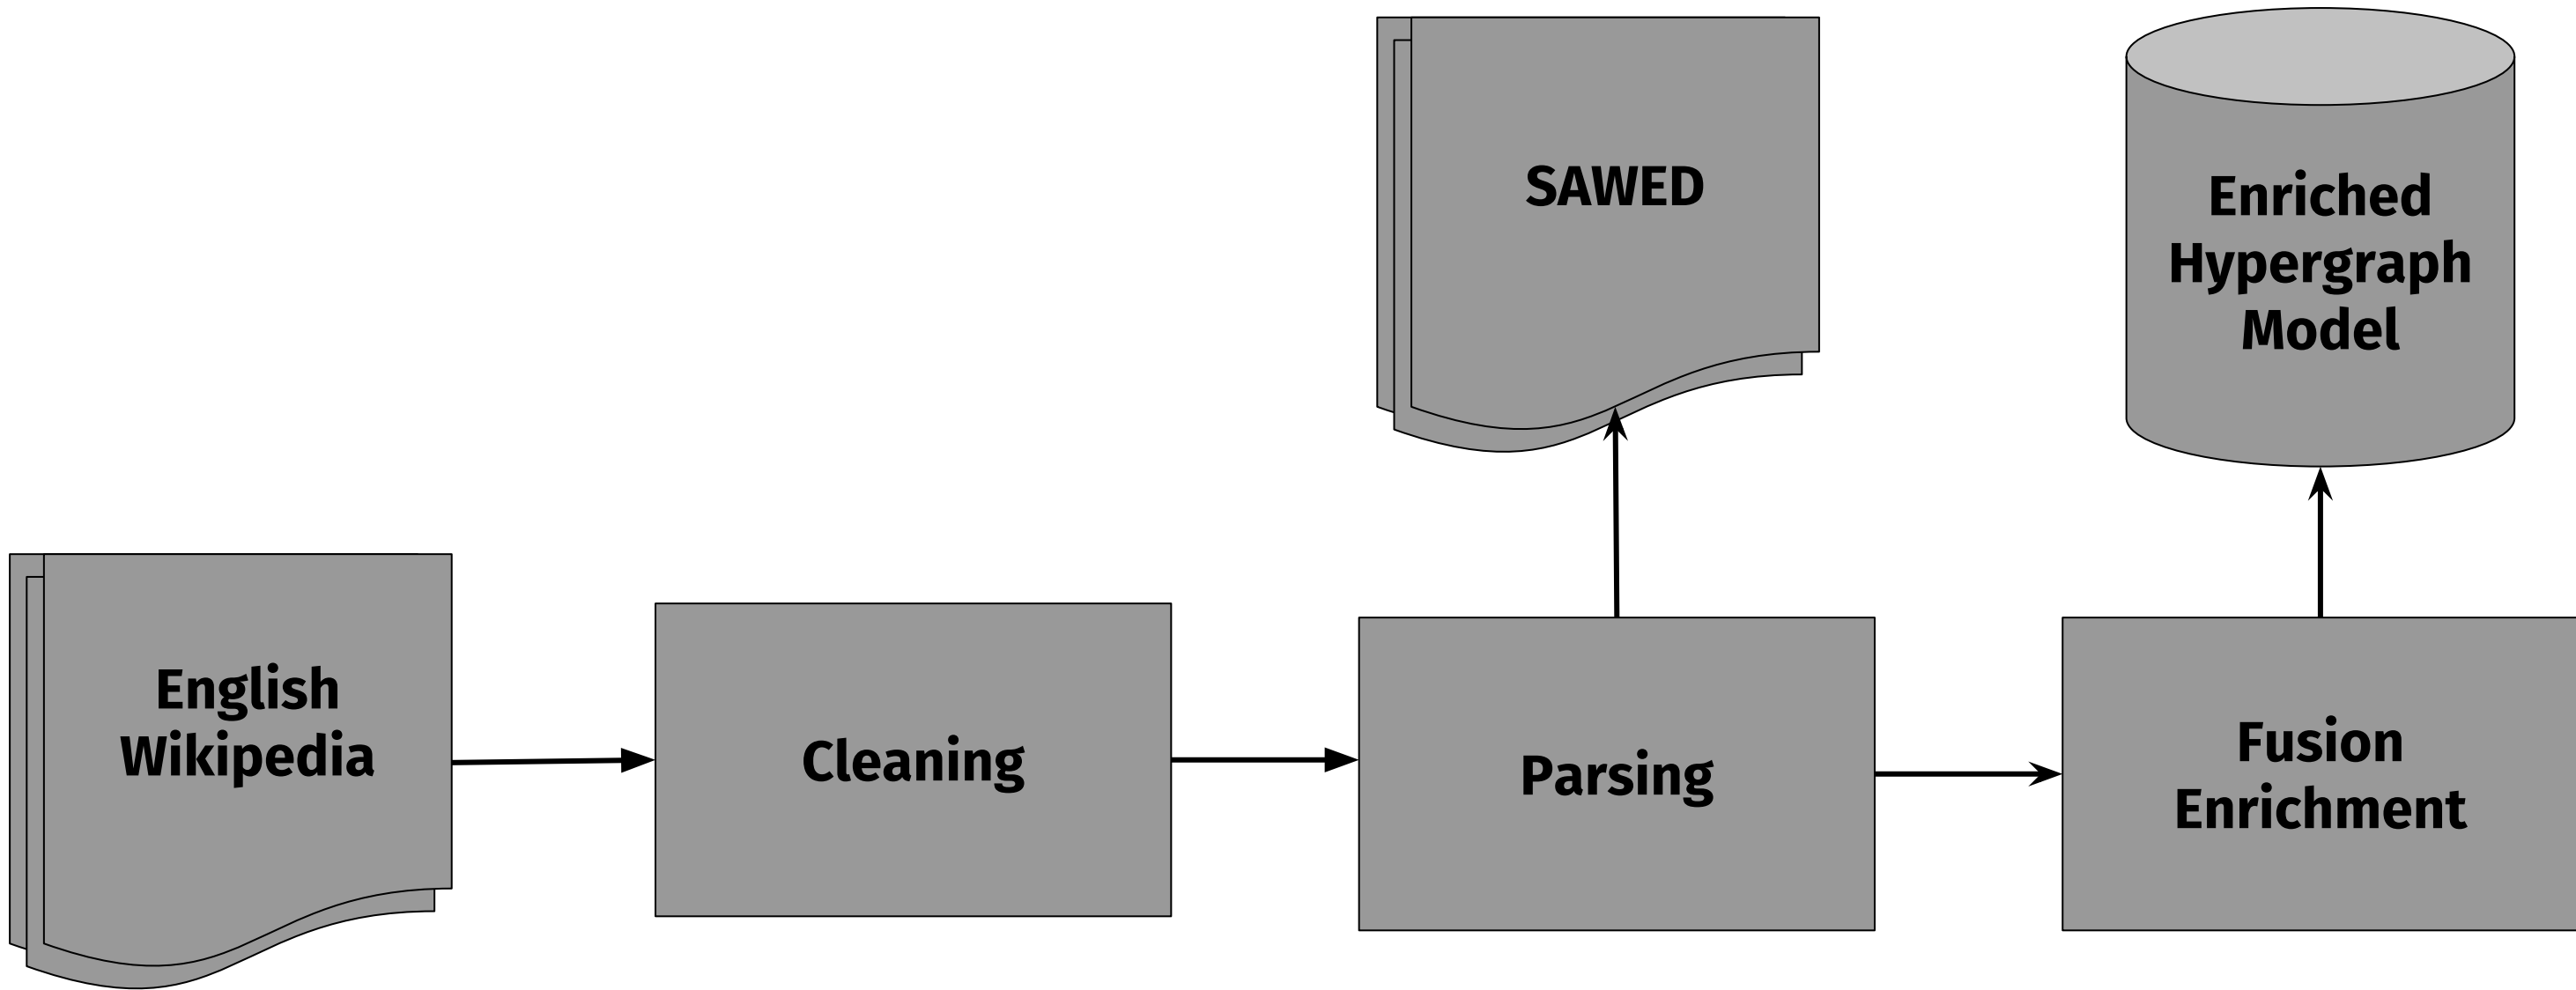 SAWED
Enriched
Hypergraph
Model
English
Wikipedia
Cleaning
Parsing
Fusion
Enrichment